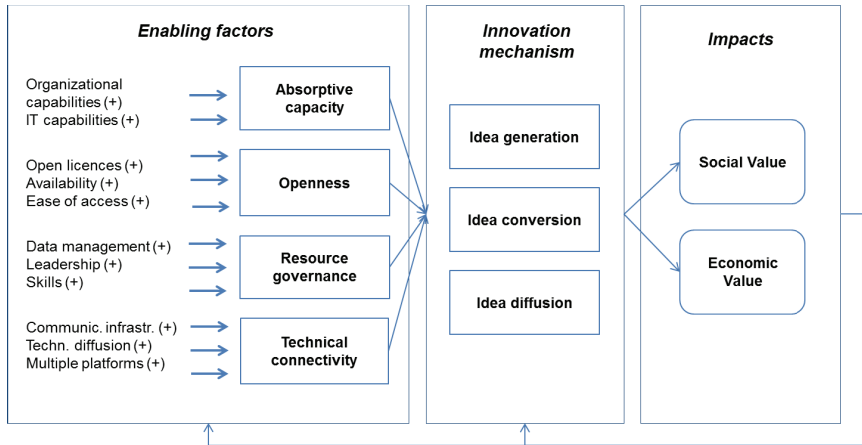 Enabling factors
Organizational
capabilities (+)
IT capabilities (+)
Absorptive
capacity
Open licences (+)
Availability (+)
Ease of access (+)
Openness
Data management (+)
Leadership (+)
Skills (+)
Resource
governance
Communic. infrastr. (+)
Techn. diffusion (+)
Multiple platforms (+)
Technical
connectivity
Innovation
mechanism
Idea generation
Idea conversion
Idea diffusion
Impacts
Social Value
Economic
Value